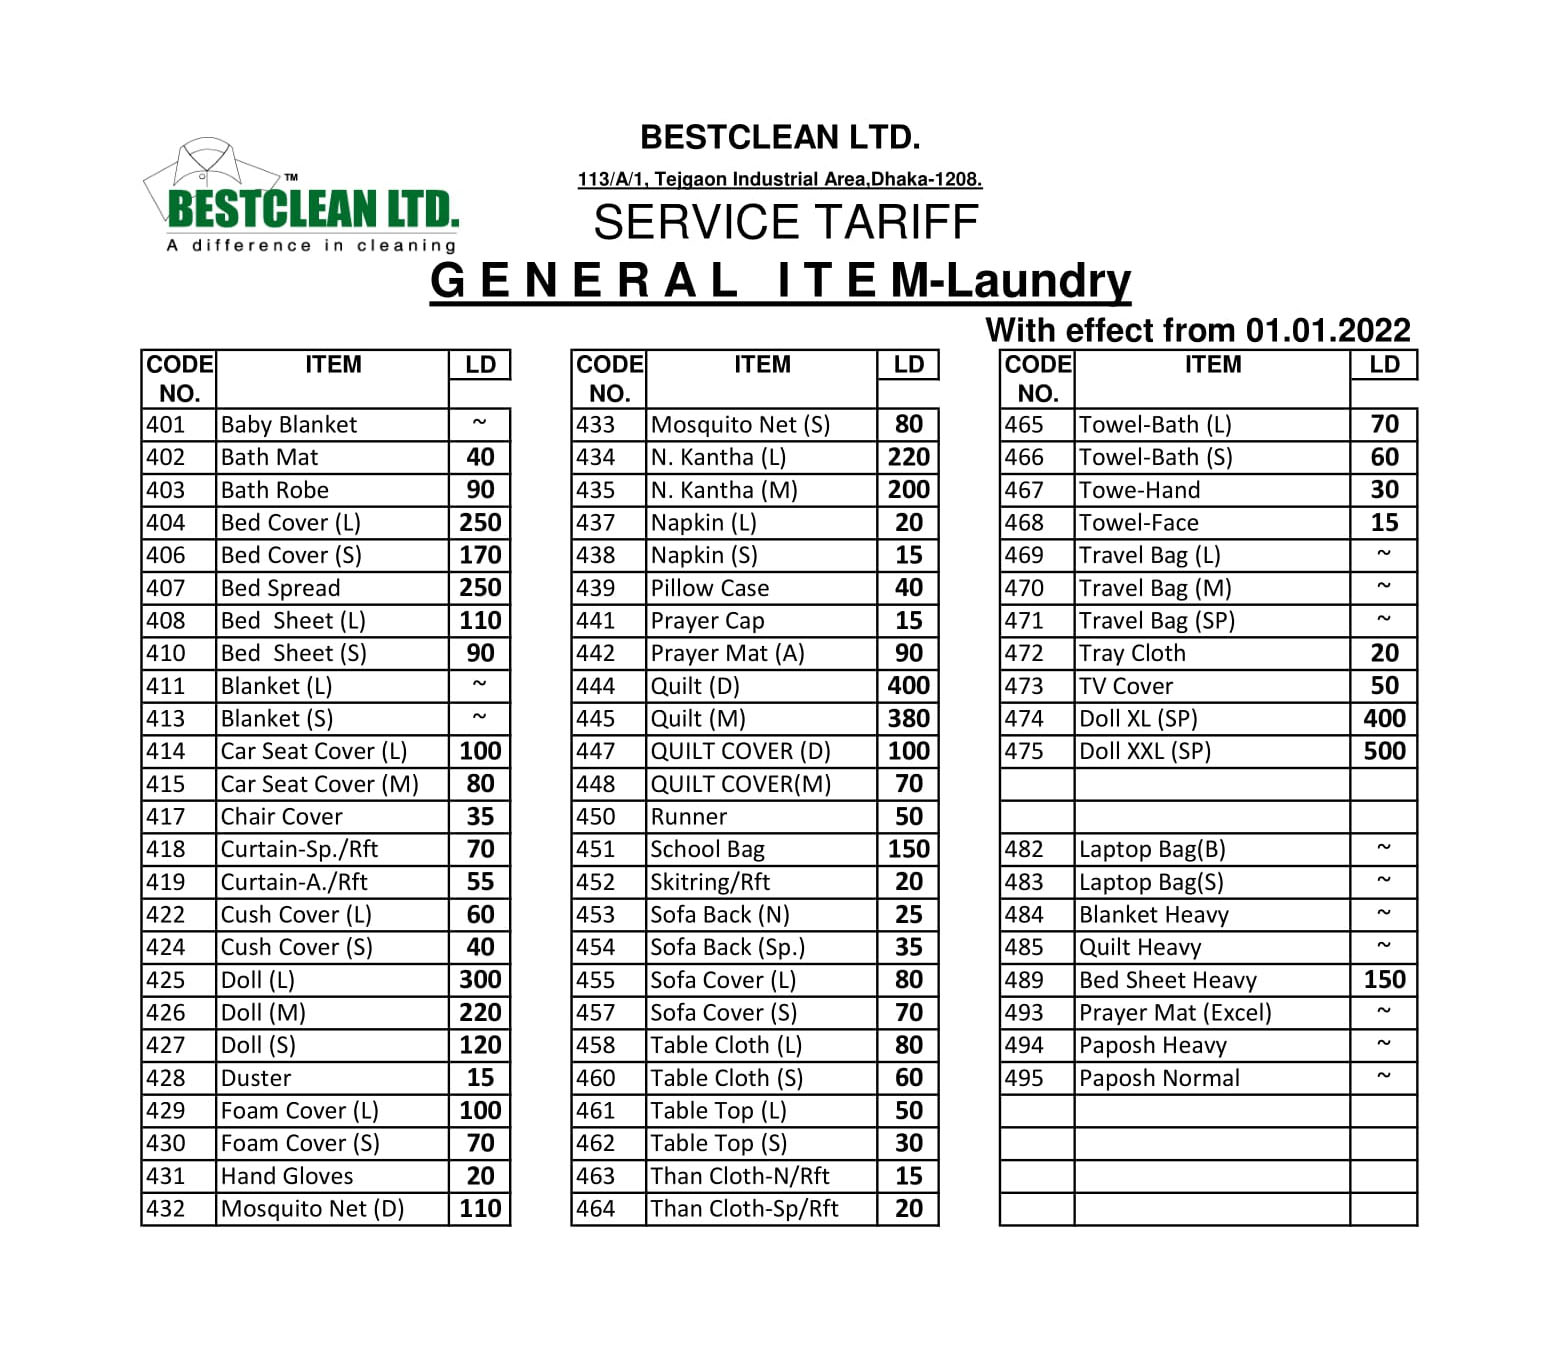 BESTCLEAN LTD.
113/A/1, Tejgaon Industrial Area,Dhaka-1208.
™
BESTCLEAN LTD.
A difference in cleaning
SERVICE TARIFF
GENERAL ITEM-Laundry
With effect from 01.01.2022
CODE NO. ITEM LD
401 Baby Blanket ~
402 Bath Mat 40
403 Bath Robe 90
404 Bed Cover (L) 250
406 Bed Cover (S) 170
407 Bed Spread 250
408 Bed Sheet (L) 110
410 Bed Sheet (S) 90
411 Blanket (L) ~
413 Blanket (S) ~
414 Car Seat Cover (L) 100
415 Car Seat Cover (M) 80
417 Chair Cover 35
418 Curtain-Sp./Rft 70
419 Curtain-A./Rft 55
422 Cush Cover (L) 60
424 Cush Cover (S) 40
425 Doll (L) 300
426 Doll (M) 220
427 Doll (S) 120
428 Duster 15
429 Foam Cover (L) 100
430 Foam Cover (S) 70
431 Hand Gloves 20
432 Mosquito Net (D) 110
CODE NO. ITEM LD
433 Mosquito Net (S) 80
434 N. Kantha (L) 220
435 N. Kantha (M) 200
437 Napkin (L) 20
438 Napkin (S) 15
439 Pillow Case 40
441 Prayer Cap 15
442 Prayer Mat (A) 90
444 Quilt (D) 400
445 Quilt (M) 380
447 QUILT COVER (D) 100
448 QUILT COVER(M) 70
450 Runner 50
451 School Bag 150
452 Skitring/Rft 20
453 Sofa Back (N) 25
454 Sofa Back (Sp.) 35
455 Sofa Cover (L) 80
457 Sofa Cover (S) 70
458 Table Cloth (L) 80
460 Table Cloth (S) 60
461 Table Top (L) 50
462 Table Top (S) 30
463 Than Cloth-N/Rft 15
464 Than Cloth-Sp/Rft 20
CODE NO. ITEM LD
465 Towel-Bath (L) 70
466 Towel-Bath (S) 60
467 Towe-Hand 30
468 Towel-Face 15
469 Travel Bag (L) ~
470 Travel Bag (M) ~
471 Travel Bag (SP) ~
472 Tray Cloth 20
473 TV Cover 50
474 Doll XL (SP) 400
475 Doll XXL (SP) 500
482 Laptop Bag(B) ~
483 Laptop Bag(S) ~
484 Blanket Heavy ~
485 Quilt Heavy ~
489 Bed Sheet Heavy 150
493 Prayer Mat (Excel) ~
494 Paposh Heavy ~
495 Paposh Normal ~